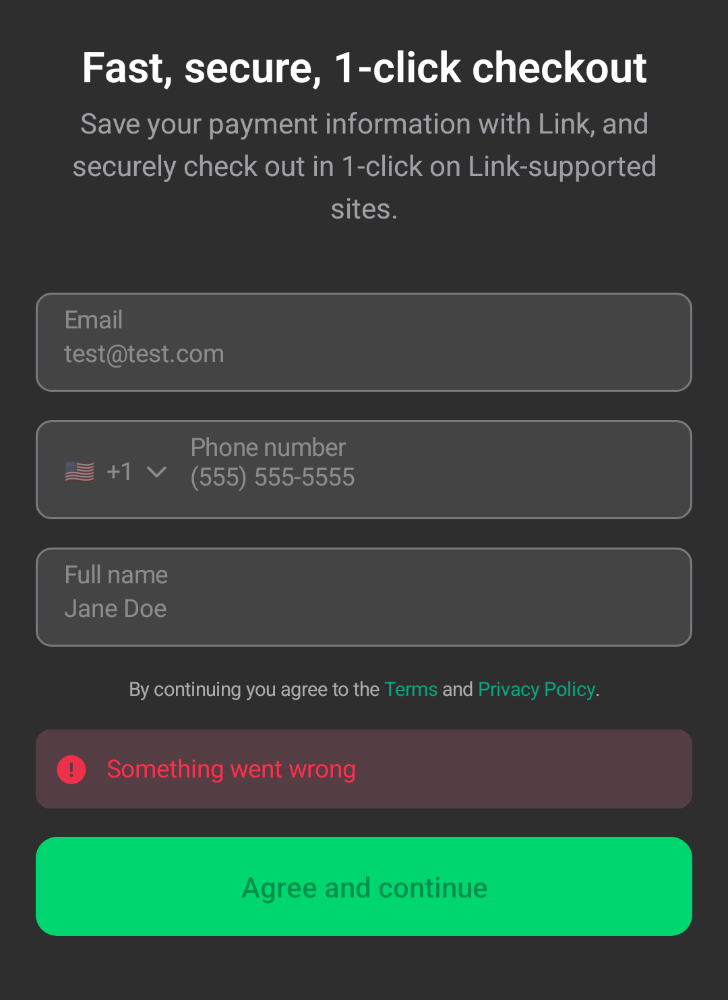 Fast, secure, 1-click checkout
Save your payment information with Link, and
securely check out in 1-click on Link-supported
sites.
Email
test@test.com
Phone number
+1
(555) 555-5555
Full name
Jane Doe
By continuing you agree to the Terms and Privacy Policy.
Something went wrong
Agree and continue